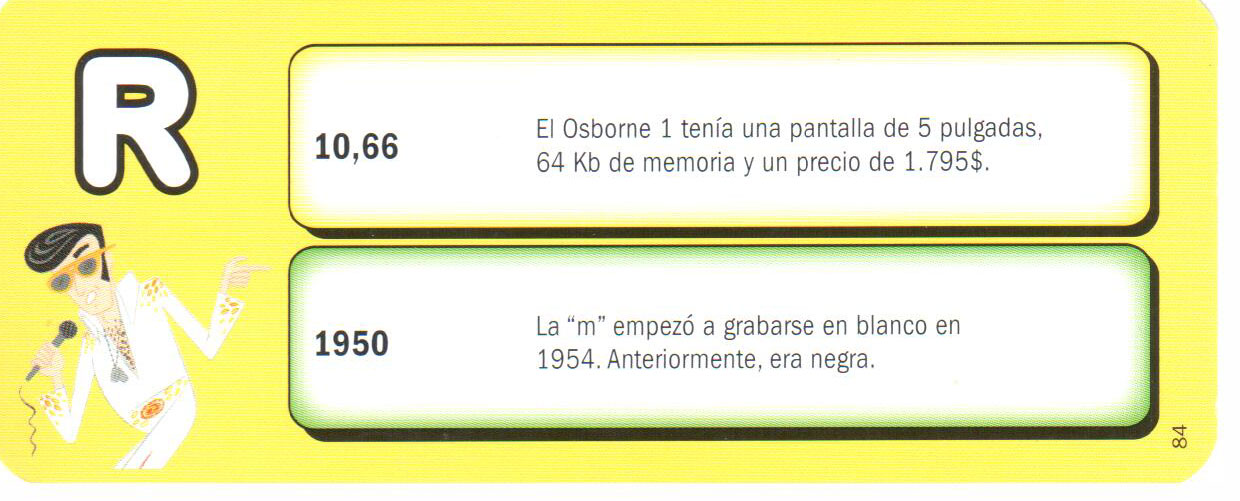 R
10,66
El Osborne 1 tenía una pantalla de 5 pulgadas,
64 Kb de memoria y un precio de 1.795$.
1950
La “m” empezó a grabarse en blanco en
1954. Anteriormente, era negra.
84